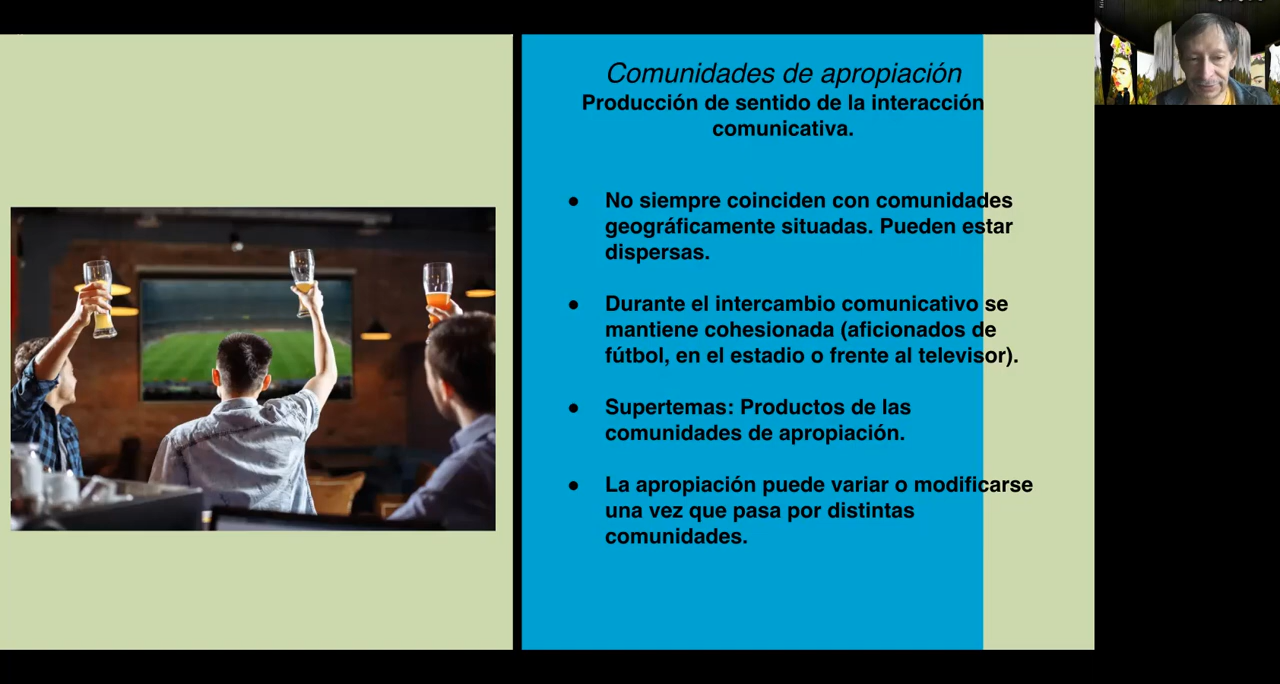 Comunidades de apropiación
Producción de sentido de la interacción
comunicativa.
● No siempre coinciden con comunidades
geográficamente situadas. Pueden estar
dispersas.
● Durante el intercambio comunicativo se
mantiene cohesionada (aficionados de
fútbol, en el estadio o frente al televisor).
● Supertemas: Productos de las
comunidades de apropiación.
● La apropiación puede variar o modificarse
una vez que pasa por distintas
comunidades.